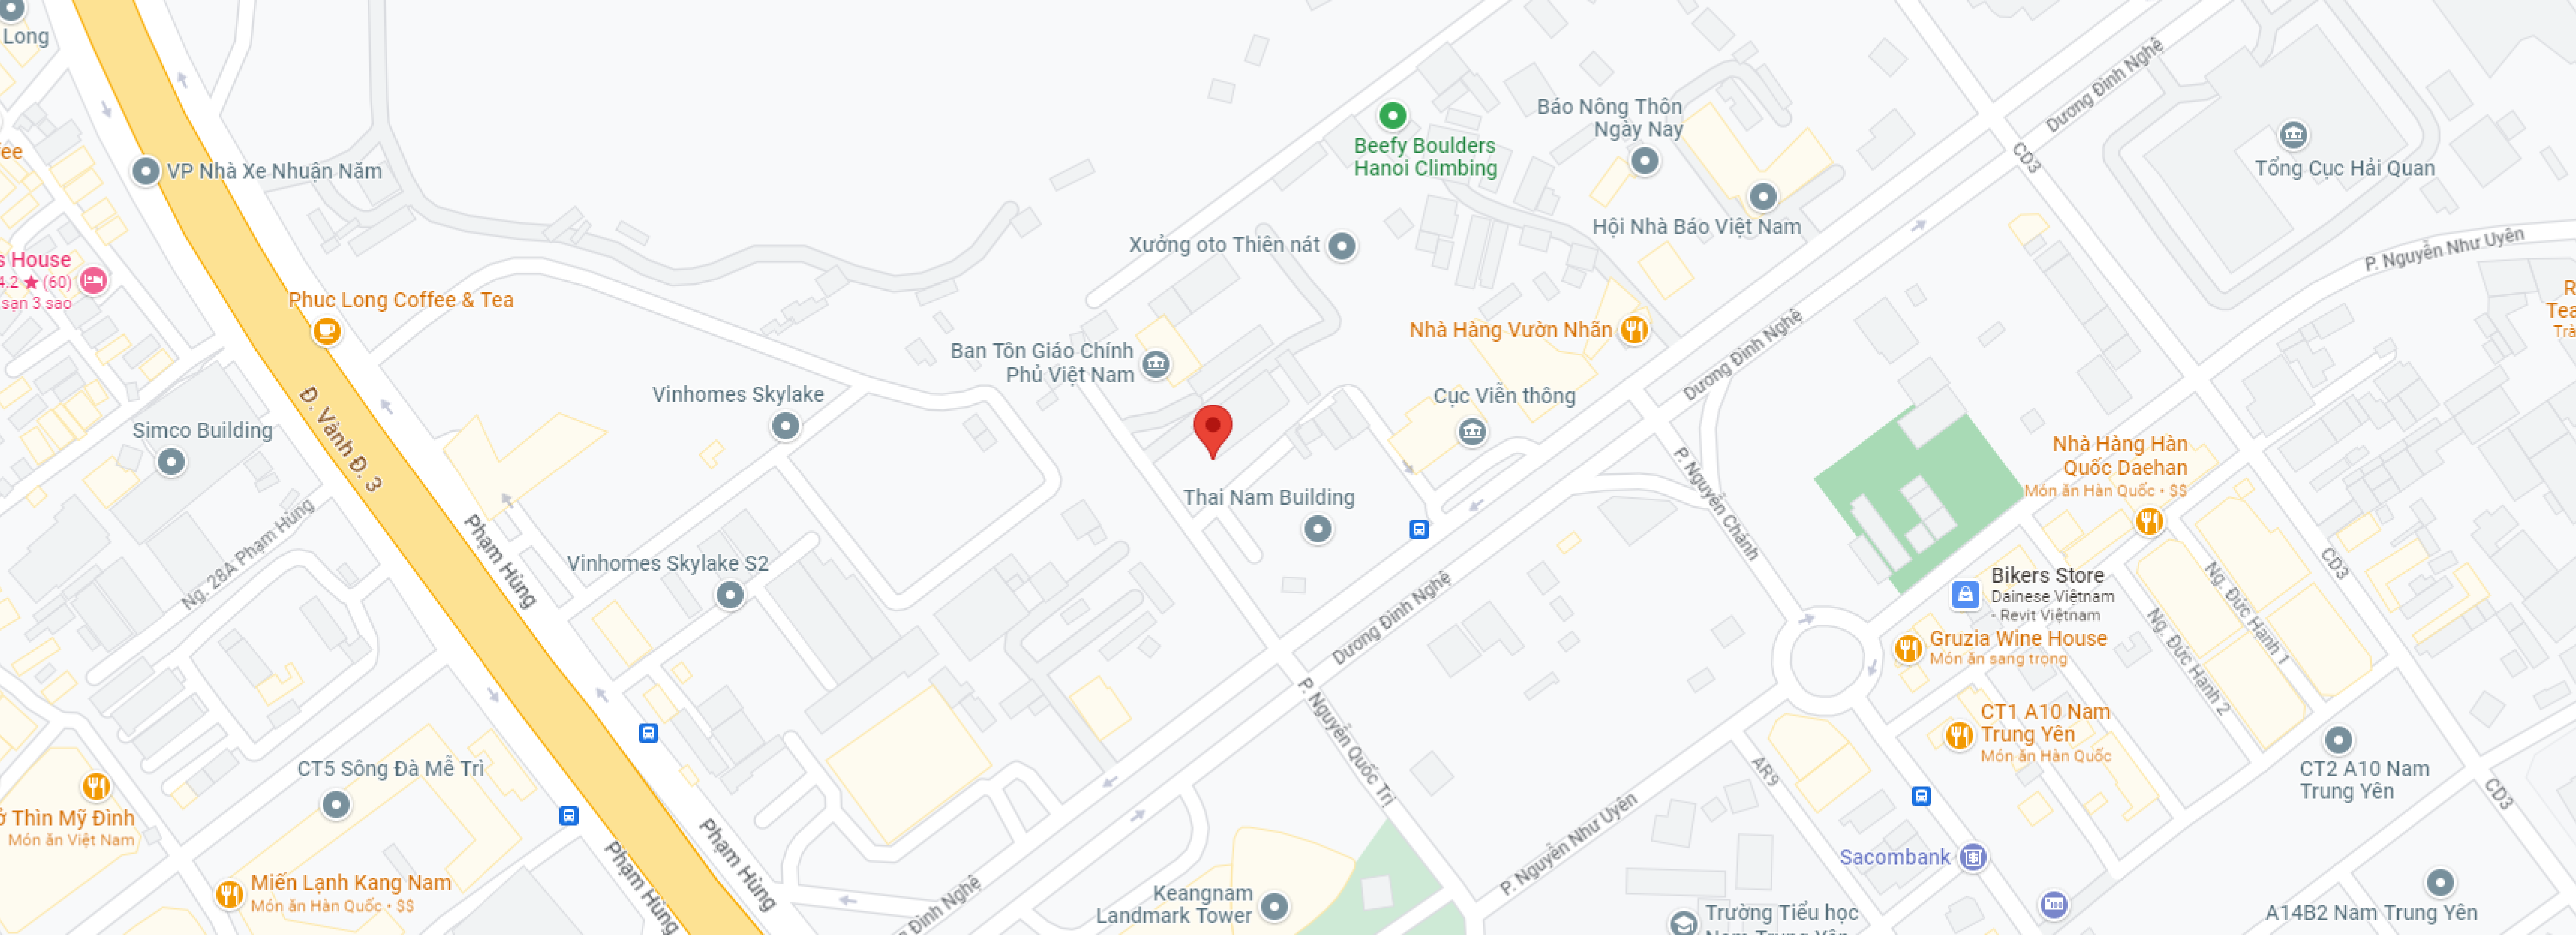 Long
VP Nhà Xe Nhuận Năm
ee
s House
4.2 ★ (60)
sạn 3 sao
Phuc Long Coffee & Tea
Simco Building
Đ. Vành Đ. 3
Ng. 28A Phạm Hùng
Phạm Hùng
Vinhomes Skylake
Vinhomes Skylake S2
CT5 Sông Đà Mễ Trì
ở Thìn Mỹ Đình
Món ăn Việt Nam
Miến Lạnh Kang Nam
Món ăn Hàn Quốc • $$
Phạm Hùng
Phạm Hùng
Beefy Boulders
Hanoi Climbing
Báo Nông Thôn
Ngày Nay
Hội Nhà Báo Việt Nam
Xưởng oto Thiên nát
Ban Tôn Giáo Chính
Phủ Việt Nam
Nhà Hàng Vườn Nhãn
Cục Viễn thông
Thai Nam Building
Dương Đình Nghệ
Dương Đình Nghệ
Dương Đình Nghệ
Đình Nghệ
P. Nguyễn Chánh
P. Nguyễn Quốc Trị
Keangnam
Landmark Tower
P. Nguyễn Như Uyên
AR9
CD3
Tổng Cục Hải Quan
P. Nguyễn Như Uyên
R
Tea
Trà
Nhà Hàng Hàn
Quốc Daehan
Món ăn Hàn Quốc • $$
Bikers Store
Dainese Việtnam
- Revit Việtnam
Gruzia Wine House
Món ăn sang trọng
CT1 A10 Nam
Trung Yên
Món ăn Hàn Quốc
Ng. Đức Hạnh 1
Ng. Đức Hạnh 2
CD3
CD3
CT2 A10 Nam
Trung Yên
Sacombank
Trường Tiểu học
Nam Trung Yên
A14B2 Nam Trung Yên